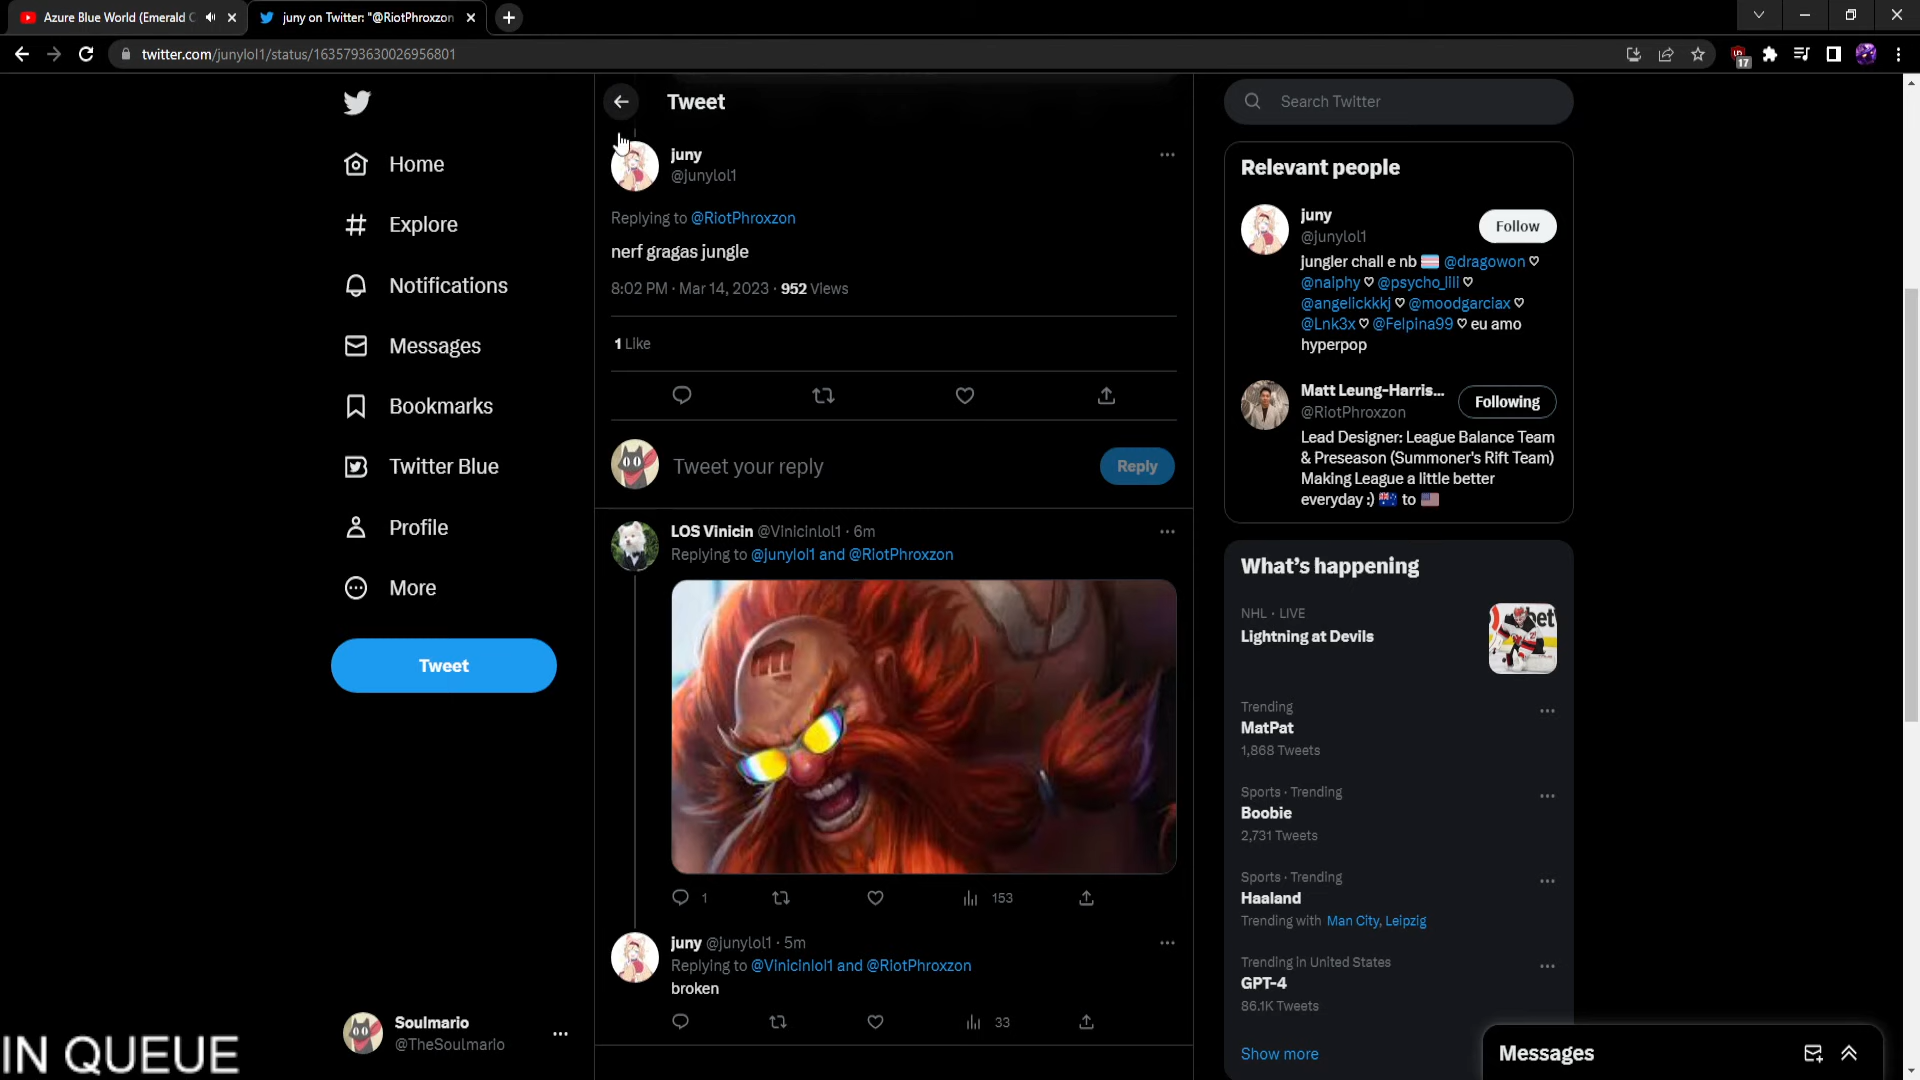 Azure Blue World (Emerald C
juny on Twitter: "@RiotPhroxzon
twitter.com/junylol1/status/1635793630026956801
17
Home
Explore
Notifications
Messages
Bookmarks
Twitter Blue
Profile
More
Tweet
Soulmario
@TheSoulmario
IN QUEUE
Tweet
juny
@junylol1
Replying to @RiotPhroxzon
nerf gragas jungle
8:02 PM · Mar 14, 2023 · 952 Views
1 Like
Tweet your reply
Reply
LOS Vinicin @Vinicinlol1 · 6m
Replying to @junylol1 and @RiotPhroxzon
1
153
juny @junylol1 · 5m
Replying to @Vinicinlol1 and @RiotPhroxzon
broken
33
Search Twitter
Relevant people
juny
@junylol1
Follow
jungler chall e nb 🏳️‍⚧️ @dragowon ♡
@naiphy ♡ @psycho_lili ♡
@angelickkkj ♡ @moodgarciax ♡
@Lnk3x ♡ @Felpina99 ♡ eu amo
hyperpop
Matt Leung-Harris...
@RiotPhroxzon
Following
Lead Designer: League Balance Team
& Preseason (Summoner's Rift Team)
Making League a little better
everyday :) 🇦🇺 to 🇺🇸
What's happening
NHL · LIVE
Lightning at Devils
Trending
MatPat
1,868 Tweets
Sports · Trending
Boobie
2,731 Tweets
Sports · Trending
Haaland
Trending with Man City, Leipzig
Trending in United States
GPT-4
86.1K Tweets
Show more
Messages